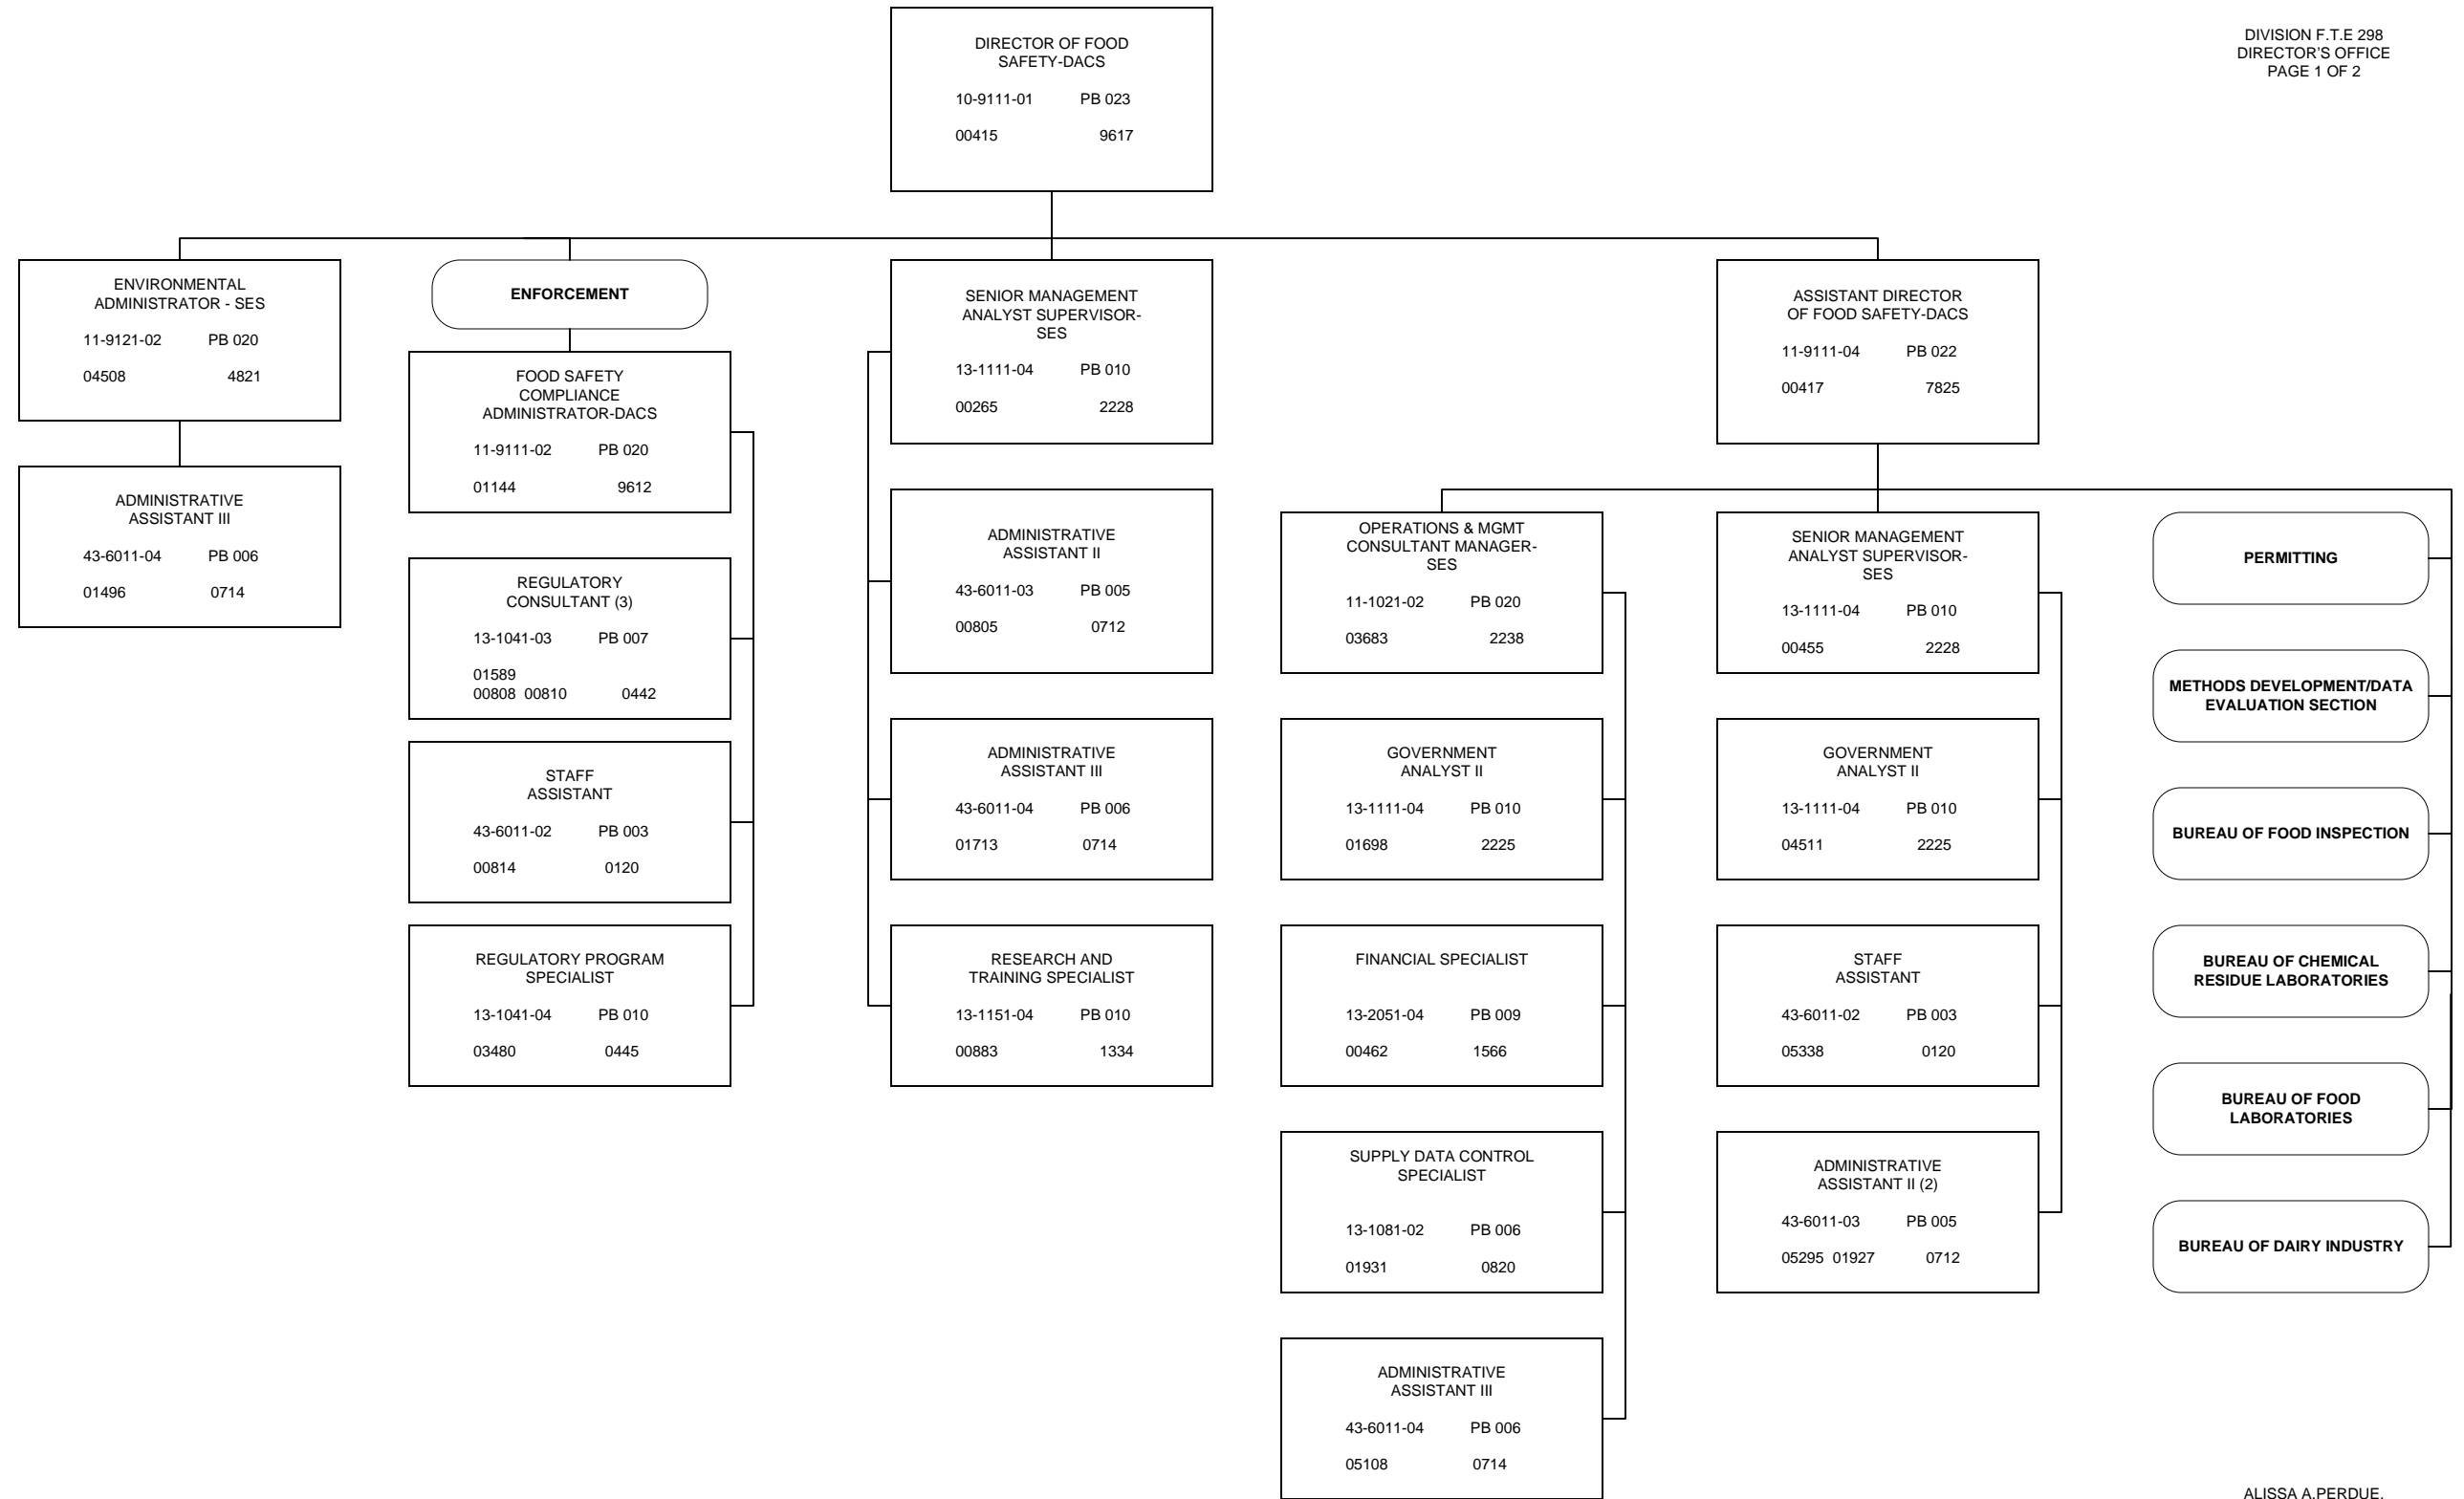 DIVISION F.T.E 298
DIRECTOR'S OFFICE
PAGE 1 OF 2
DIRECTOR OF FOOD
SAFETY-DACS
10-9111-01 PB 023
00415 9617
ENVIRONMENTAL
ADMINISTRATOR - SES
11-9121-02 PB 020
04508 4821
ADMINISTRATIVE
ASSISTANT III
43-6011-04 PB 006
01496 0714
ENFORCEMENT
FOOD SAFETY
COMPLIANCE
ADMINISTRATOR-DACS
11-9111-02 PB 020
01144 9612
REGULATORY
CONSULTANT (3)
13-1041-03 PB 007
01589
00808 00810 0442
STAFF
ASSISTANT
43-6011-02 PB 003
00814 0120
REGULATORY PROGRAM
SPECIALIST
13-1041-04 PB 010
03480 0445
SENIOR MANAGEMENT
ANALYST SUPERVISOR-
SES
13-1111-04 PB 010
00265 2228
ADMINISTRATIVE
ASSISTANT II
43-6011-03 PB 005
00805 0712
ADMINISTRATIVE
ASSISTANT III
43-6011-04 PB 006
01713 0714
RESEARCH AND
TRAINING SPECIALIST
13-1151-04 PB 010
00883 1334
ASSISTANT DIRECTOR
OF FOOD SAFETY-DACS
11-9111-04 PB 022
00417 7825
OPERATIONS & MGMT
CONSULTANT MANAGER-
SES
11-1021-02 PB 020
03683 2238
GOVERNMENT
ANALYST II
13-1111-04 PB 010
01698 2225
FINANCIAL SPECIALIST
13-2051-04 PB 009
00462 1566
SUPPLY DATA CONTROL
SPECIALIST
13-1081-02 PB 006
01931 0820
ADMINISTRATIVE
ASSISTANT III
43-6011-04 PB 006
05108 0714
SENIOR MANAGEMENT
ANALYST SUPERVISOR-
SES
13-1111-04 PB 010
00455 2228
GOVERNMENT
ANALYST II
13-1111-04 PB 010
04511 2225
STAFF
ASSISTANT
43-6011-02 PB 003
05338 0120
ADMINISTRATIVE
ASSISTANT II (2)
43-6011-03 PB 005
05295 01927 0712
PERMITTING
METHODS DEVELOPMENT/DATA
EVALUATION SECTION
BUREAU OF FOOD INSPECTION
BUREAU OF CHEMICAL
RESIDUE LABORATORIES
BUREAU OF FOOD
LABORATORIES
BUREAU OF DAIRY INDUSTRY
ALISSA A.PERDUE,